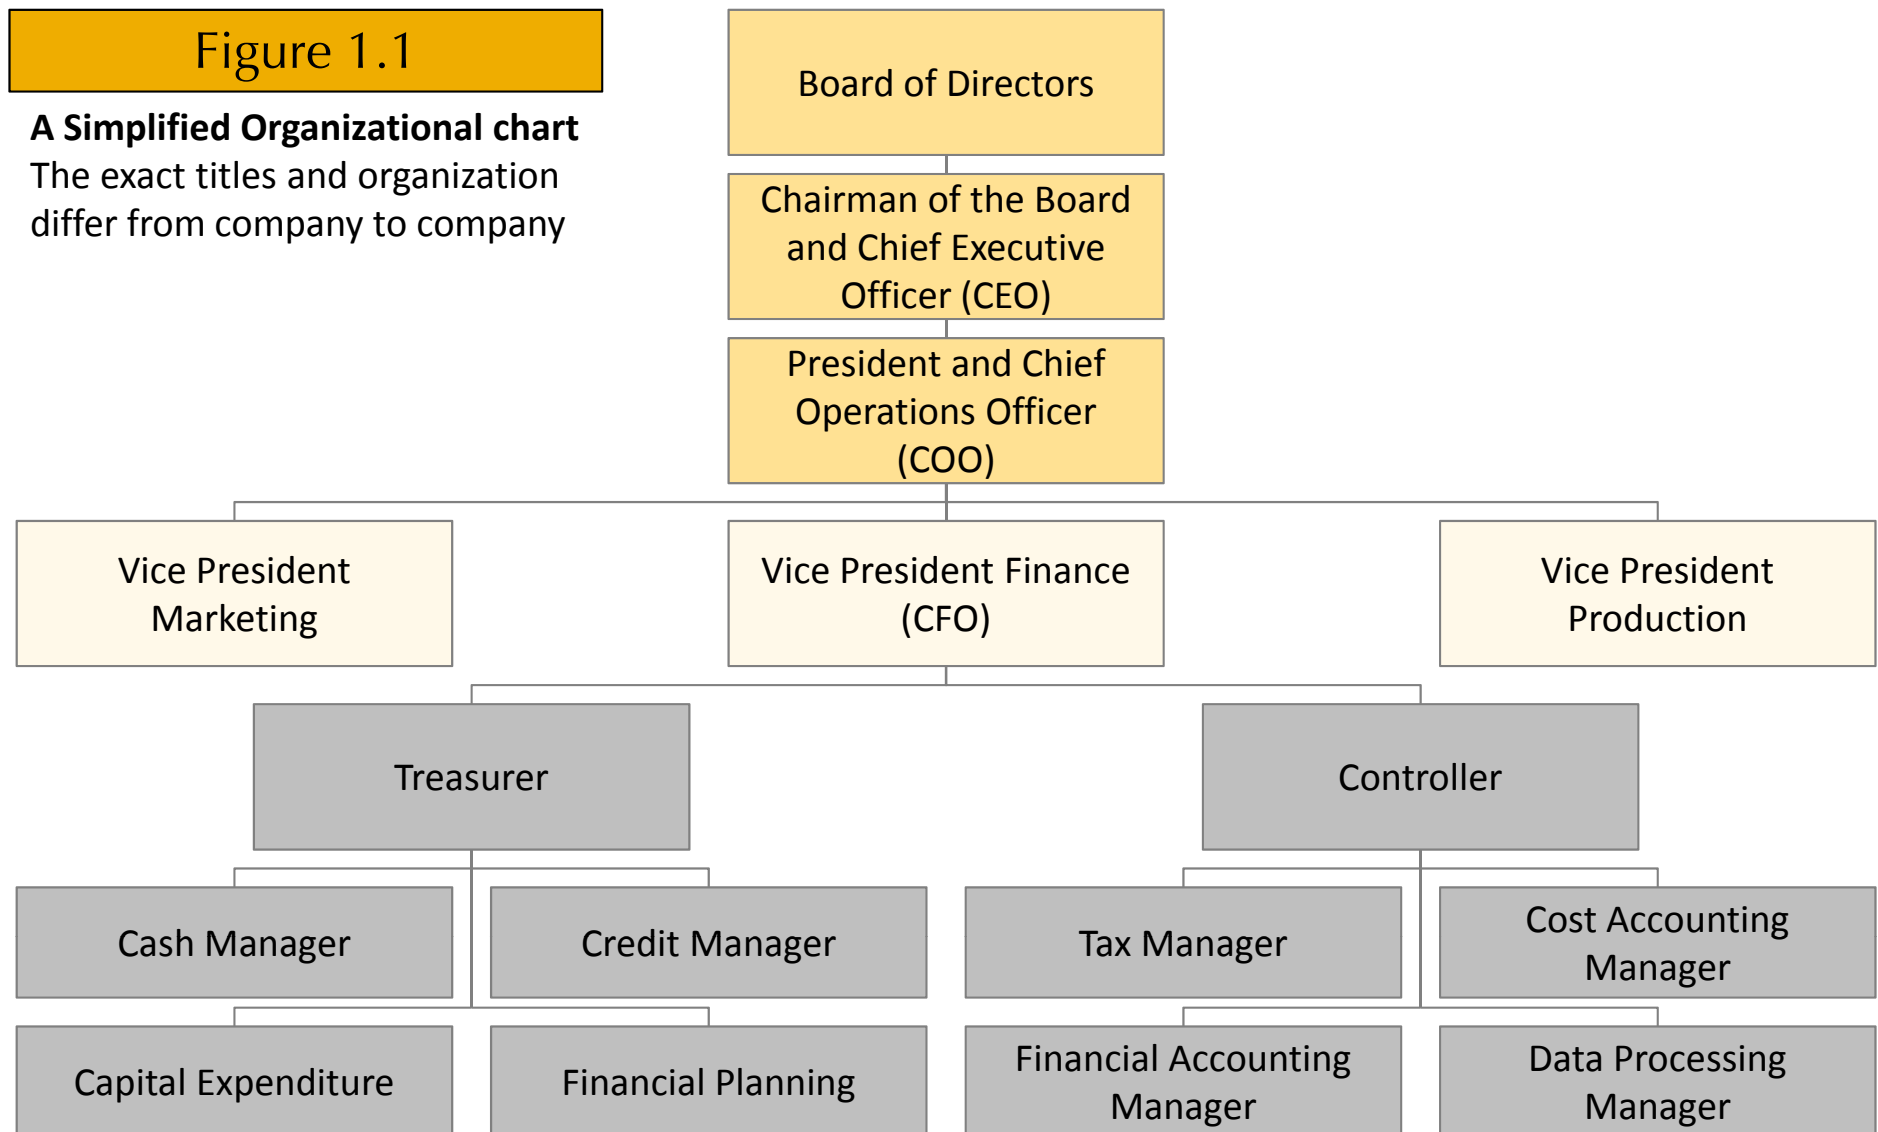 Figure 1.1
A Simplified Organizational chart
The exact titles and organization
differ from company to company
Board of Directors
Chairman of the Board
and Chief Executive
Officer (CEO)
President and Chief
Operations Officer
(COO)
Vice President
Marketing
Vice President Finance
(CFO)
Vice President
Production
Treasurer
Controller
Cash Manager
Credit Manager
Tax Manager
Cost Accounting
Manager
Capital Expenditure
Financial Planning
Financial Accounting
Manager
Data Processing
Manager